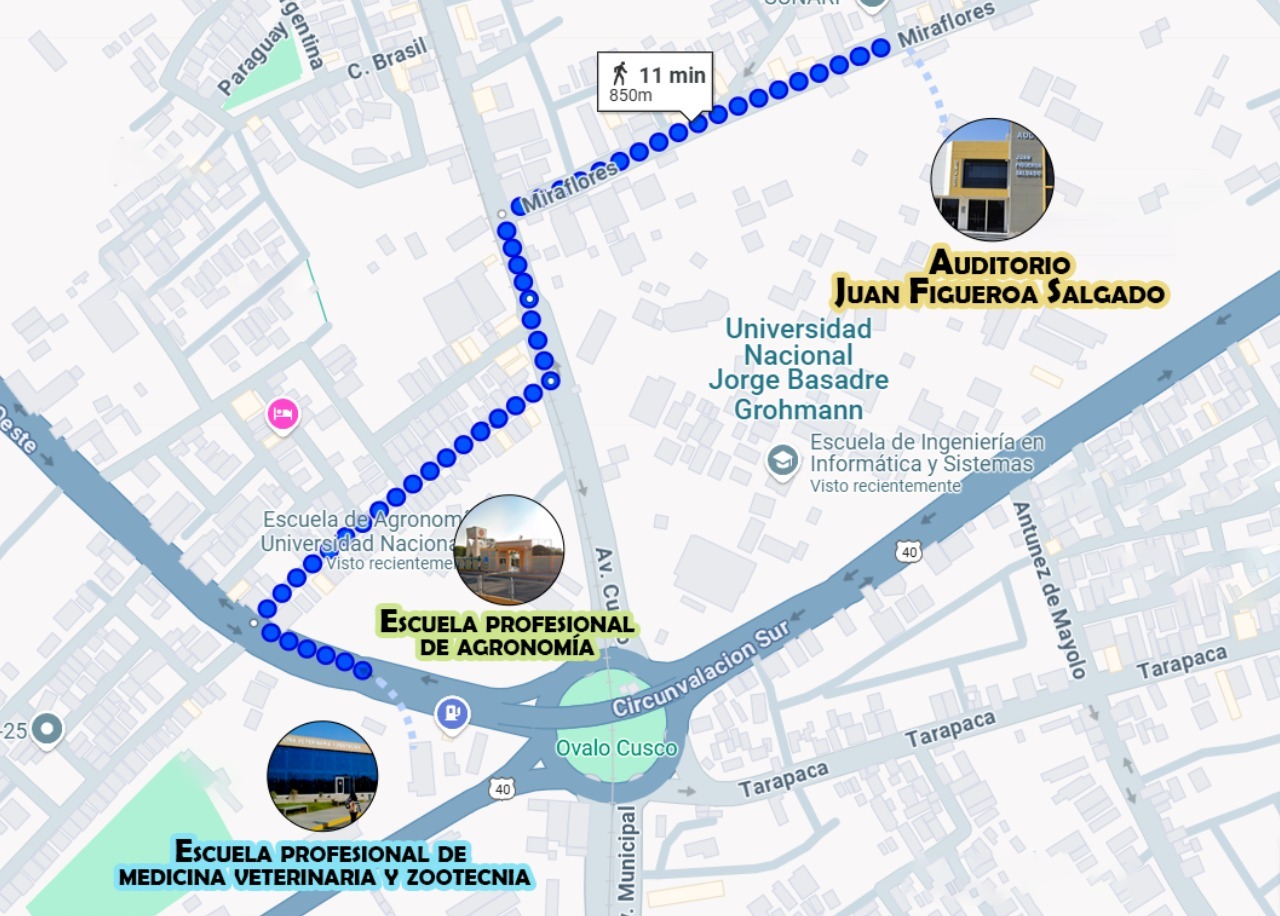 Miraflores
Argentina
Paraguay
C. Brasil
11 min
850m
Miraflores
AUDITORIO
JUAN FIGUEROA SALGADO
Universidad
Nacional
Jorge Basadre
Grohmann
Escuela de Ingeniería en
Informática y Sistemas
Visto recientemente
Oeste
Escuela de Agronomí
Universidad Naciona
Visto recienteme
40
Av. Cu
Antunez de Mayolo
ESCUELA PROFESIONAL
DE AGRONOMÍA
Circunvalacion Sur
Tarapaca
-25
Ovalo Cusco
Tarapaca
Tarapaca
40
. Municipal
ESCUELA PROFESIONAL DE
MEDICINA VETERINARIA Y ZOOTECNIA